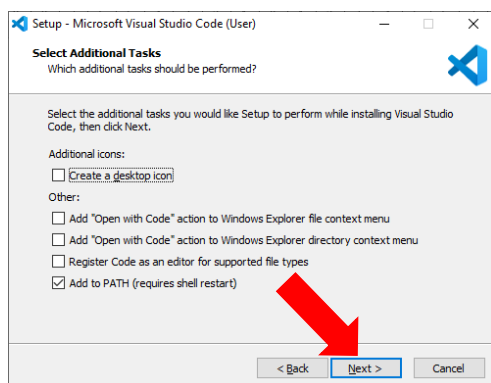 Setup - Microsoft Visual Studio Code (User)
Select Additional Tasks
Which additional tasks should be performed?
Select the additional tasks you would like Setup to perform while installing Visual Studio
Code, then click Next.
Additional icons:
Create a desktop icon
Other:
Add "Open with Code" action to Windows Explorer file context menu
Add "Open with Code" action to Windows Explorer directory context menu
Register Code as an editor for supported file types
Add to PATH (requires shell restart)
< Back Next > Cancel